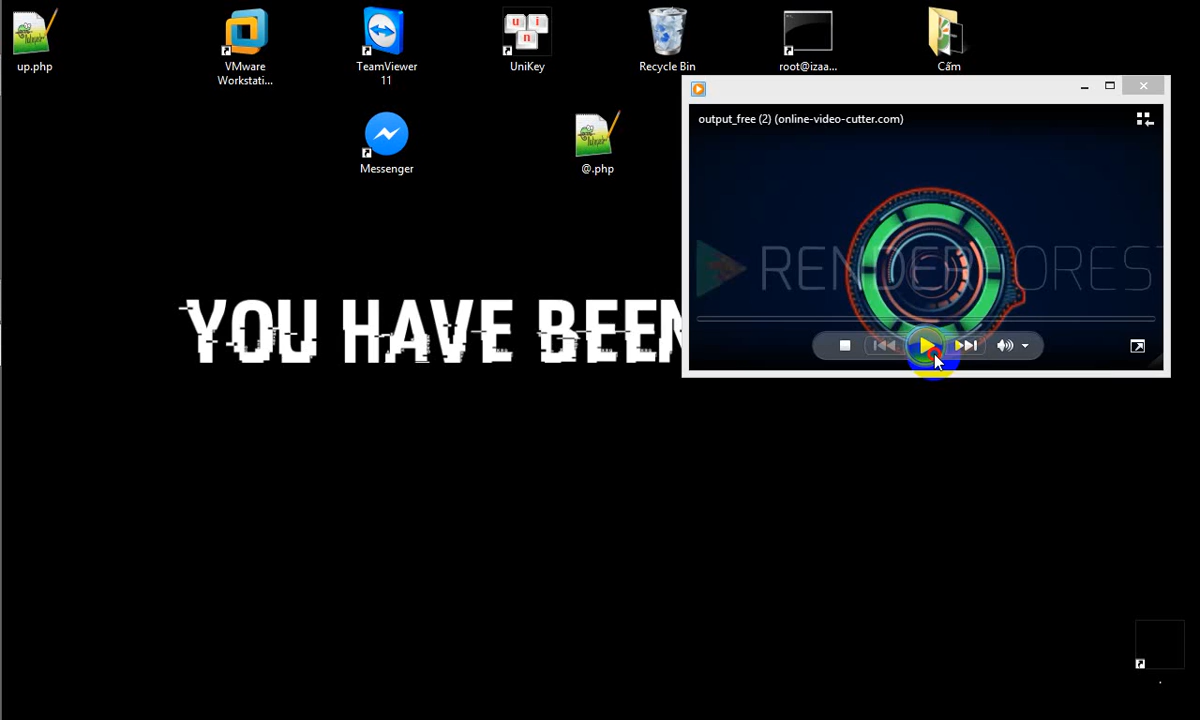 up.php
VMware
Workstati...
TeamViewer
11
UniKey
u i
n
Recycle Bin
root@izaa...
Cấm
Messenger
@.php
output_free (2) (online-video-cutter.com)
RENDERFOREST
YOU HAVE BEEN
.